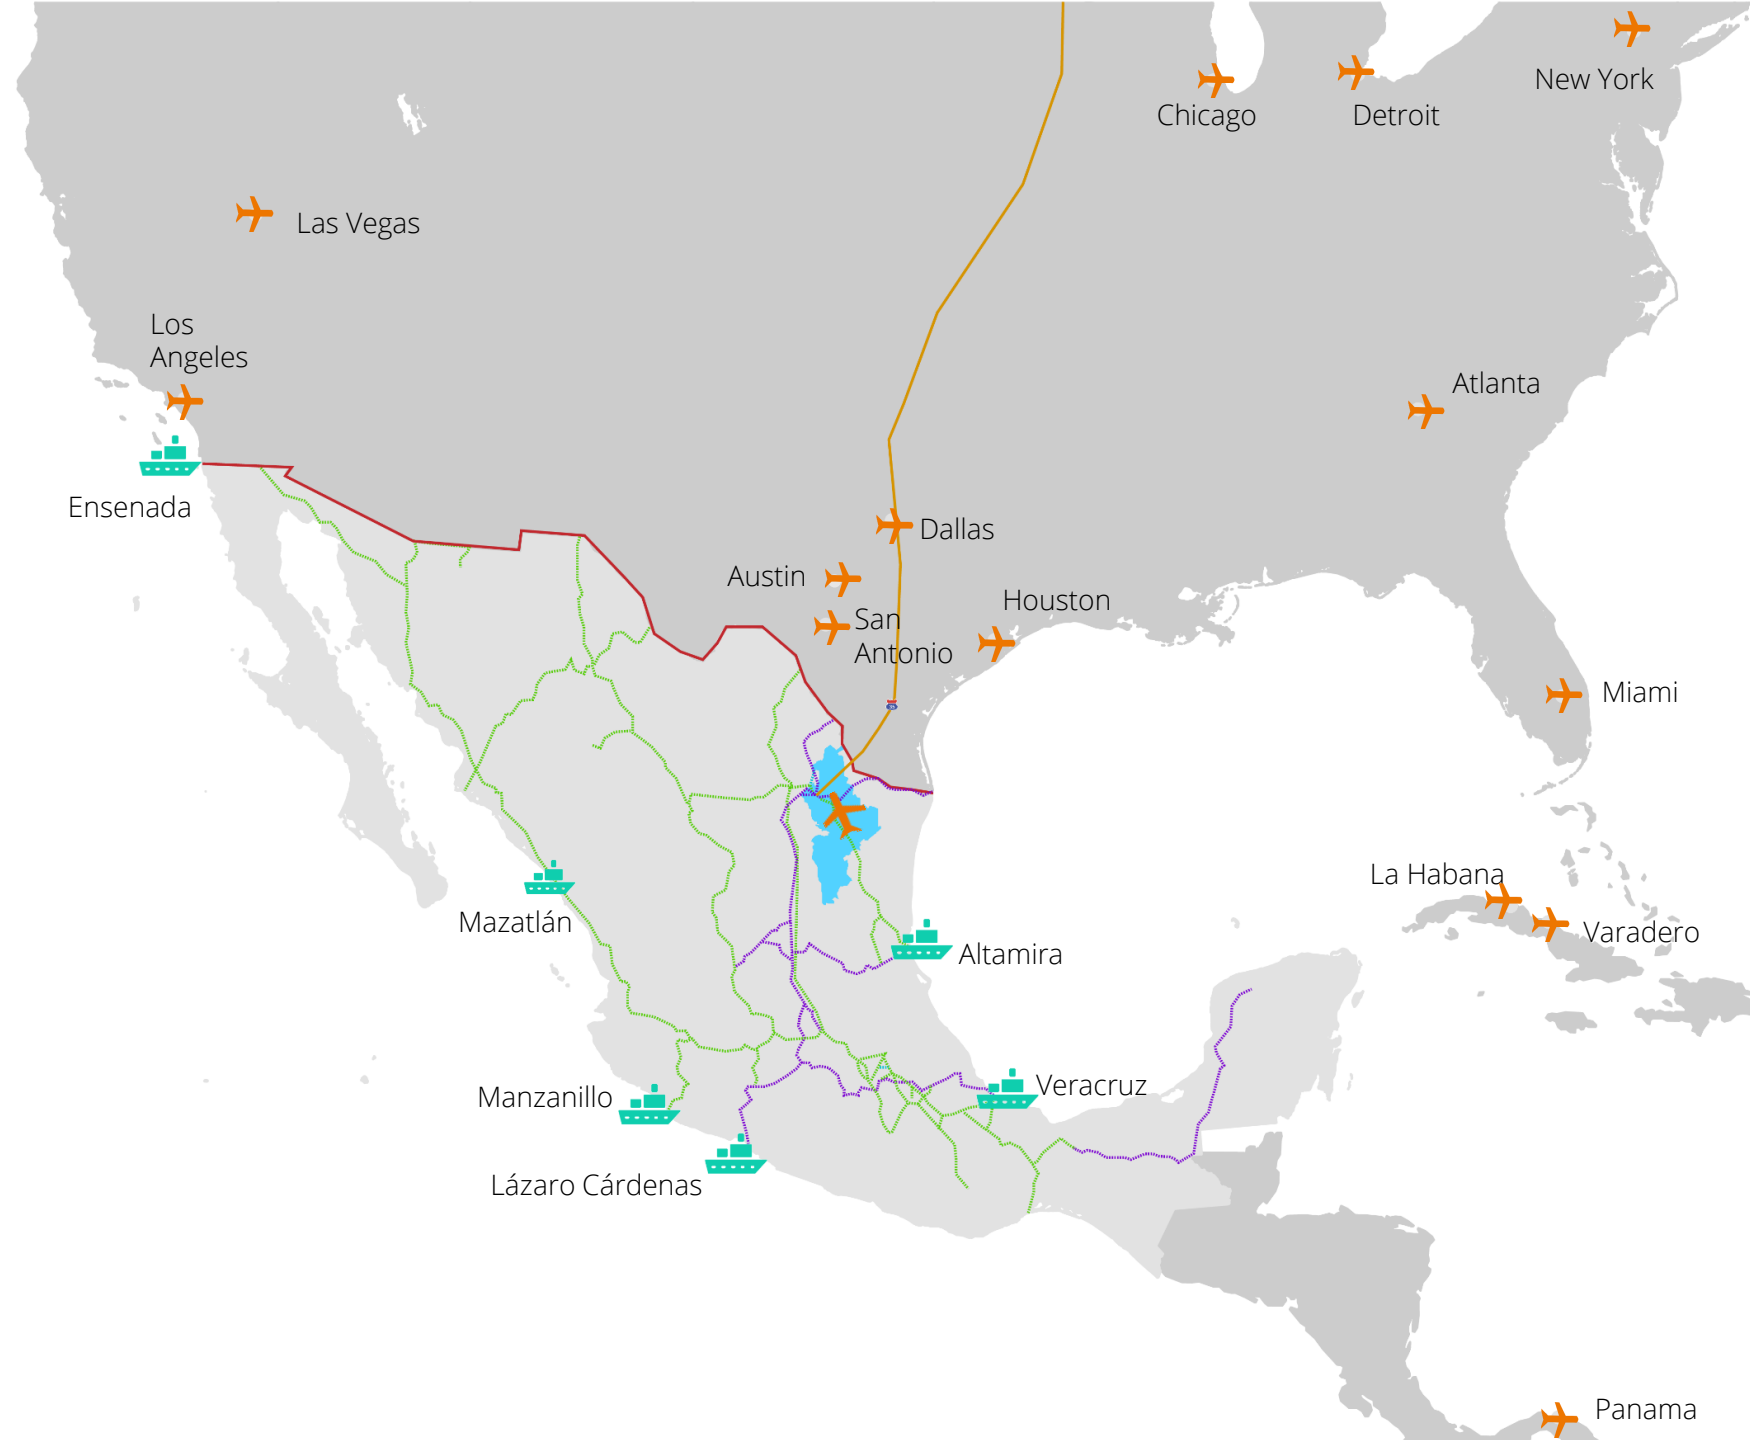 New York
Chicago
Detroit
Las Vegas
Los
Angeles
Atlanta
Ensenada
Dallas
Austin
Houston
San
Antonio
Miami
La Habana
Mazatlán
Varadero
Altamira
Veracruz
Manzanillo
Lázaro Cárdenas
Panama